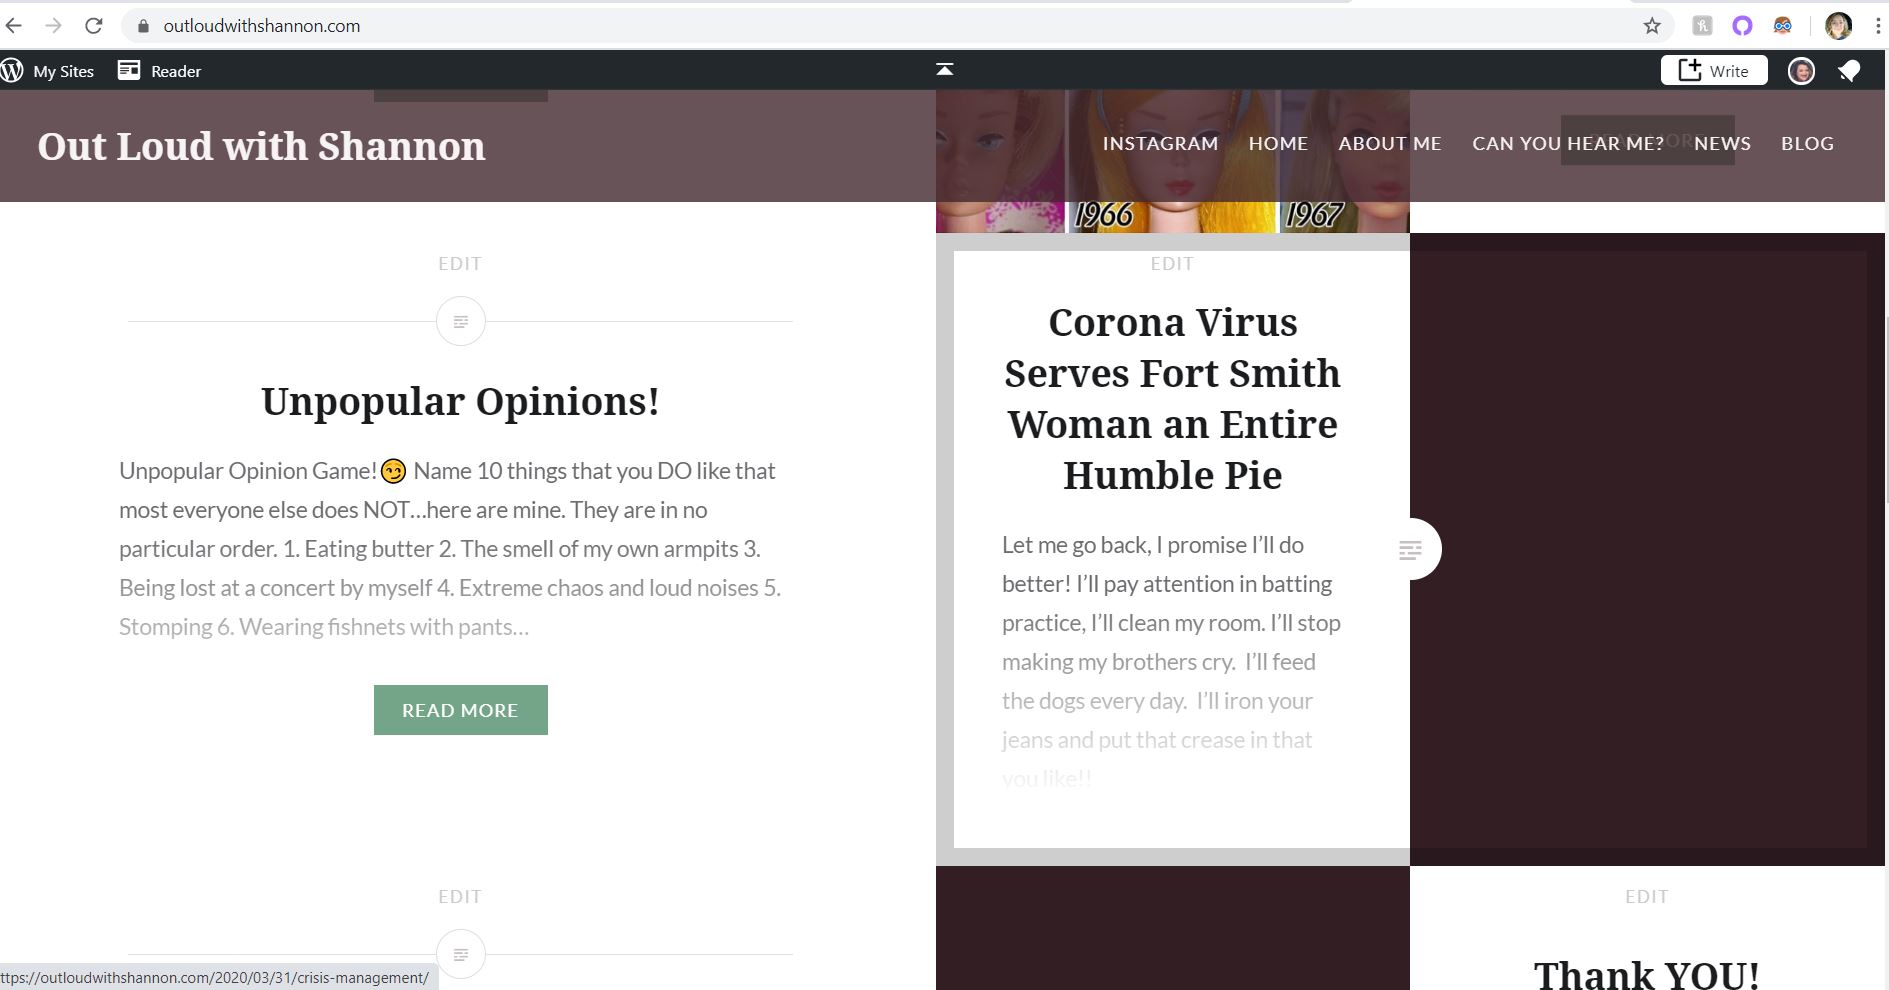 outloudwithshannon.com
My Sites
Reader
Write
Out Loud with Shannon
INSTAGRAM HOME ABOUT ME CAN YOU HEAR ME? NEWS BLOG
1966
1967
EDIT
Unpopular Opinions!
Unpopular Opinion Game!😏 Name 10 things that you DO like that
most everyone else does NOT…here are mine. They are in no
particular order. 1. Eating butter 2. The smell of my own armpits 3.
Being lost at a concert by myself 4. Extreme chaos and loud noises 5.
Stomping 6. Wearing fishnets with pants…
READ MORE
EDIT
EDIT
Corona Virus
Serves Fort Smith
Woman an Entire
Humble Pie
Let me go back, I promise I’ll do
better! I’ll pay attention in batting
practice, I’ll clean my room. I’ll stop
making my brothers cry.  I’ll feed
the dogs every day.  I’ll iron your
jeans and put that crease in that
you like!!
EDIT
Thank YOU!
ttps://outloudwithshannon.com/2020/03/31/crisis-management/